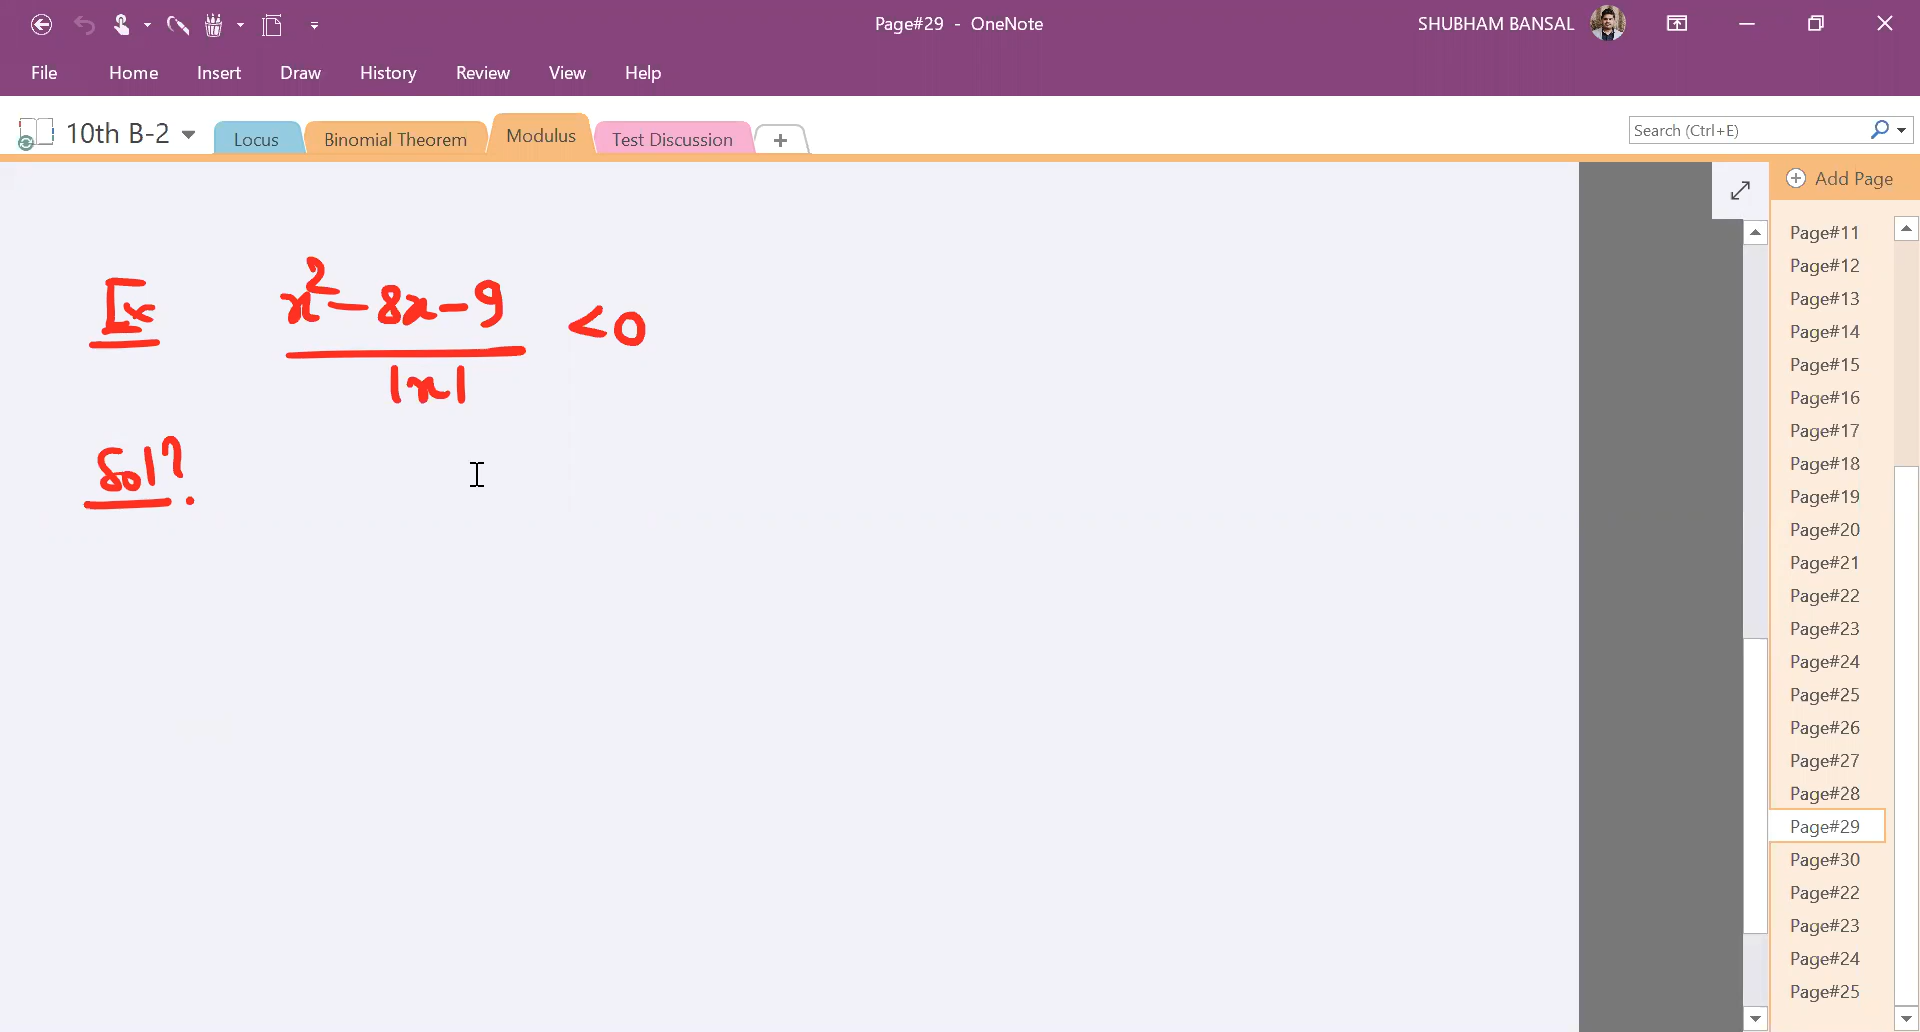 Page#29 - OneNote
SHUBHAM BANSAL
File Home Insert Draw History Review View Help
10th B-2
Locus
Binomial Theorem
Modulus
Test Discussion
Search (Ctrl+E)
Add Page
Ex x² - 8x - 9 < 0
|x|
Sol?
Page#11
Page#12
Page#13
Page#14
Page#15
Page#16
Page#17
Page#18
Page#19
Page#20
Page#21
Page#22
Page#23
Page#24
Page#25
Page#26
Page#27
Page#28
Page#29
Page#30
Page#22
Page#23
Page#24
Page#25